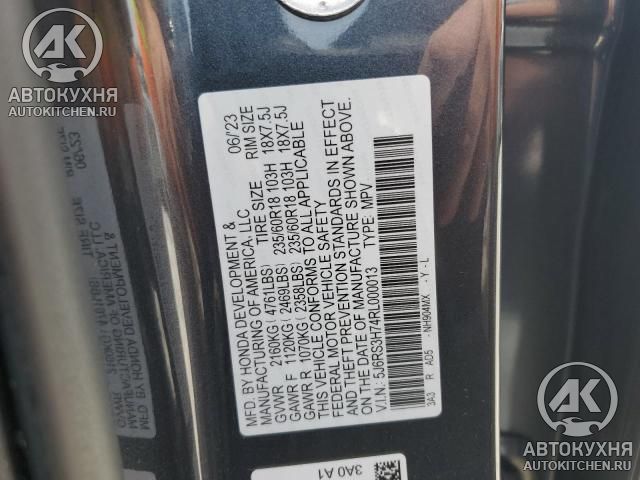 АВТОКУХНЯ
AUTOKITCHEN.RU
MFD. BY HONDA DEVELOPMENT & 06/'23
MANUFACTURING OF AMERICA, LLC TIRE SIZE RIM SIZE
GVWR 2160KG (4761LBS)
GAWR F 1120KG (2469LBS) 235/60R18 103H 18X7.5J
GAWR R 1070KG (2358LBS) 235/60R18 103H 18X7.5J
THIS VEHICLE CONFORMS TO ALL APPLICABLE
FEDERAL MOTOR VEHICLE SAFETY
AND THEFT PREVENTION STANDARDS IN EFFECT
ON THE DATE OF MANUFACTURE SHOWN ABOVE.
V.I.N.: 5J6RS3H74RL000013 TYPE: MPV
3A3 R AD5 - NH904MX - Y - L
3A0 A1
АВТОКУХНЯ
AUTOKITCHEN.RU